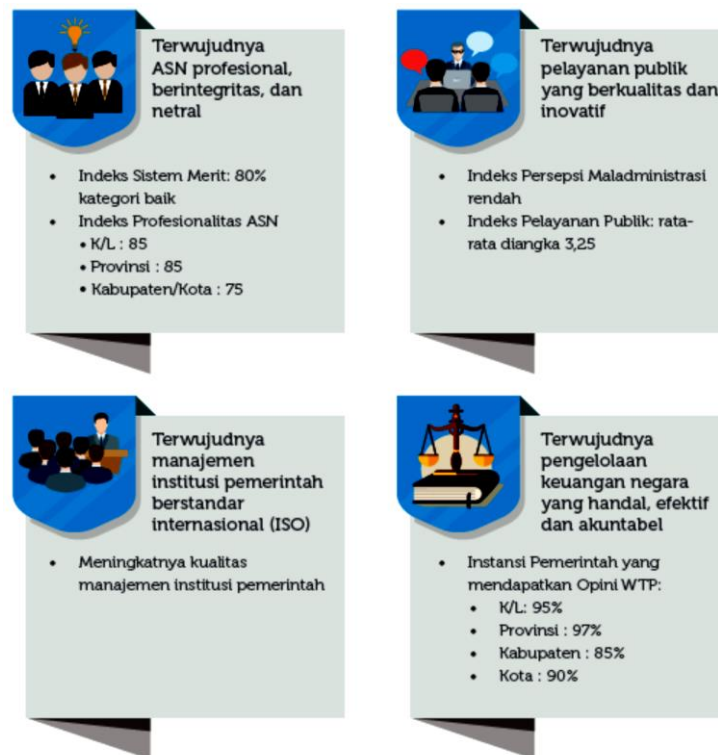 Terwujudnya
ASN profesional,
berintegritas, dan
netral
• Indeks Sistem Merit: 80%
kategori baik
• Indeks Profesionalitas ASN
• K/L : 85
• Provinsi : 85
• Kabupaten/Kota : 75
Terwujudnya
pelayanan publik
yang berkualitas dan
inovatif
• Indeks Persepsi Maladministrasi
rendah
• Indeks Pelayanan Publik: rata-
rata diangka 3,25
Terwujudnya
manajemen
institusi pemerintah
berstandar
internasional (ISO)
• Meningkatnya kualitas
manajemen institusi pemerintah
Terwujudnya
pengelolaan
keuangan negara
yang handal, efektif
dan akuntabel
• Instansi Pemerintah yang
mendapatkan Opini WTP:
• K/L: 95%
• Provinsi : 97%
• Kabupaten : 85%
• Kota : 90%